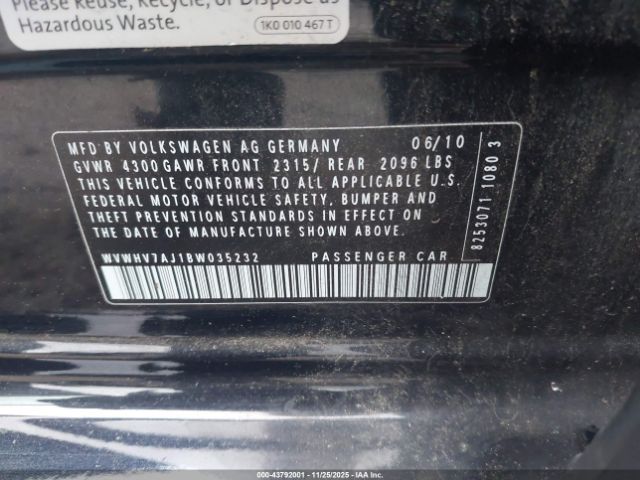 Please Reuse, Recycle, or Dispose as
Hazardous Waste.
1K0 010 467 T
MFD BY VOLKSWAGEN AG GERMANY 06/10
GVWR 4300 GAWR FRONT 2315/ REAR 2096 LBS
THIS VEHICLE CONFORMS TO ALL APPLICABLE U.S.
FEDERAL MOTOR VEHICLE SAFETY, BUMPER AND
THEFT PREVENTION STANDARDS IN EFFECT ON
THE DATE OF MANUFACTURE SHOWN ABOVE.
WVWHV7AJ1BW035232 PASSENGER CAR
8253071 1080 3
000-43792001 - 11/25/2025 - COPYRIGHT IAA, LLC.